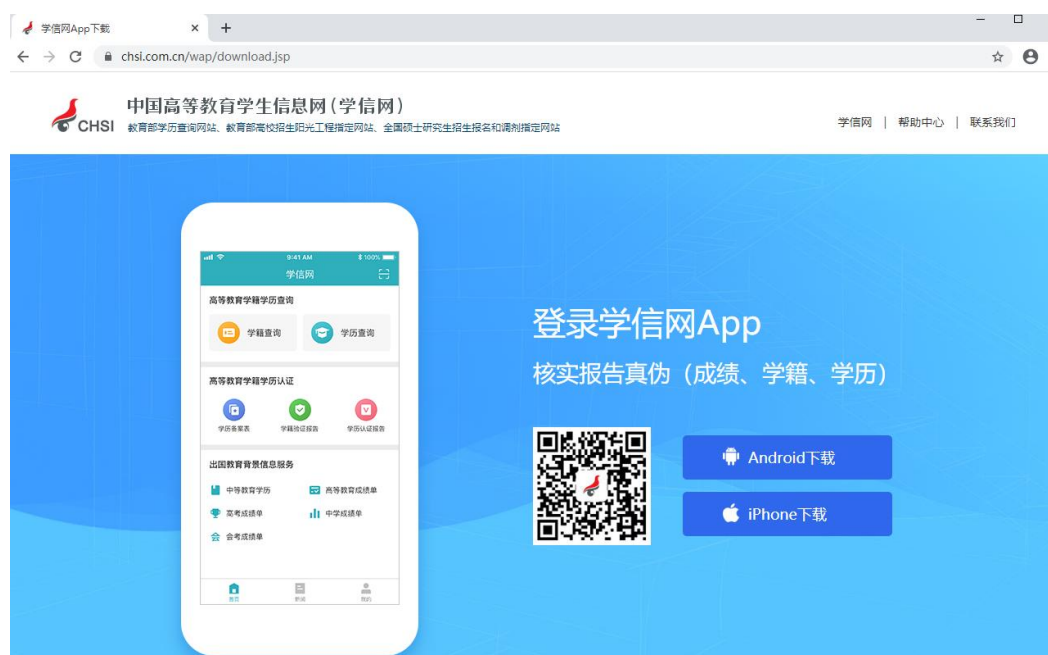 学信网App下载
chsi.com.cn/wap/download.jsp
CHSI
中国高等教育学生信息网(学信网)
教育部学历查询网站、教育部高校招生阳光工程指定网站、全国硕士研究生招生报名和调剂指定网站
学信网 | 帮助中心 | 联系我们
9:41 AM 100%
学信网
高等教育学籍学历查询
学籍查询 学历查询
高等教育学籍学历认证
学历备案表 学籍验证报告 学历认证报告
出国教育背景信息服务
中等教育学历 高等教育成绩单
高考成绩单 中学成绩单
会考成绩单
首页 新闻 我的
登录学信网App
核实报告真伪（成绩、学籍、学历）
Android下载
iPhone下载